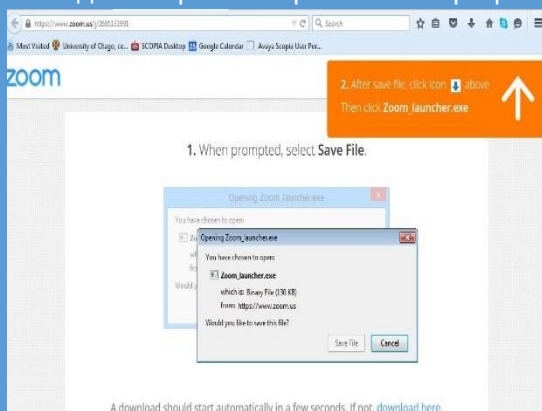 https://www.zoom.us/j/2695131991
Search
Most Visited University of Otago, ce... SCOPIA Desktop Google Calendar Avaya Scopia User Por...
zoom
2. After save file, click icon above
Then click Zoom_launcher.exe
1. When prompted, select Save File.
Opening Zoom_launcher.exe
You have chosen to open:
Opening Zoom_launcher.exe
You have chosen to open:
Zoom_launcher.exe
which is: Binary File (130 KB)
from: https://www.zoom.us
Would you like to save this file?
Save File Cancel
A download should start automatically in a few seconds. If not, download here.